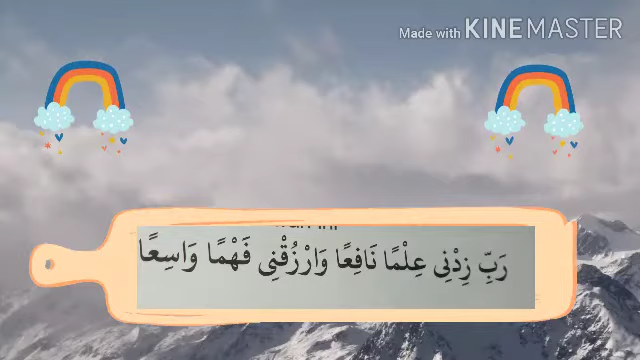 Made with KINEMASTER
رَبِّ زِدْنِى عِلْمًا نَافِعًا وَارْزُقْنِى فَهْمًا وَاسِعًا